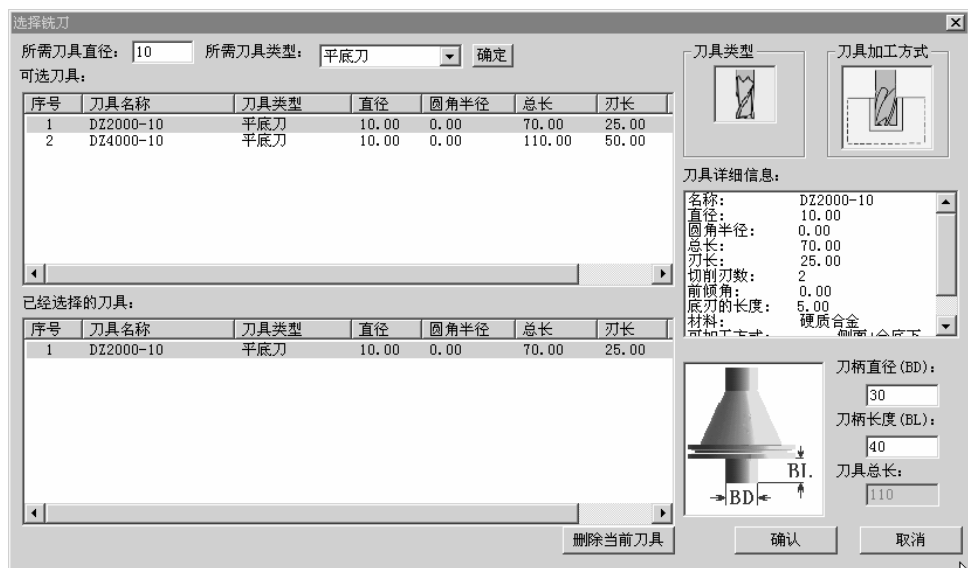 选择铣刀
所需刀具直径： 10 所需刀具类型： 平底刀 确定
可选刀具：
序号 刀具名称 刀具类型 直径 圆角半径 总长 刃长
1 DZ2000-10 平底刀 10.00 0.00 70.00 25.00
2 DZ4000-10 平底刀 10.00 0.00 110.00 50.00
已经选择的刀具：
序号 刀具名称 刀具类型 直径 圆角半径 总长 刃长
1 DZ2000-10 平底刀 10.00 0.00 70.00 25.00
删除当前刀具
刀具类型 刀具加工方式
刀具详细信息：
名称： DZ2000-10
直径： 10.00
圆角半径： 0.00
总长： 70.00
刃长： 25.00
切削刃数： 2
前倾角： 0.00
底刃的长度： 5.00
材料： 硬质合金
BL
BD
刀柄直径(BD)：
30
刀柄长度(BL)：
40
刀具总长：
110
确认 取消